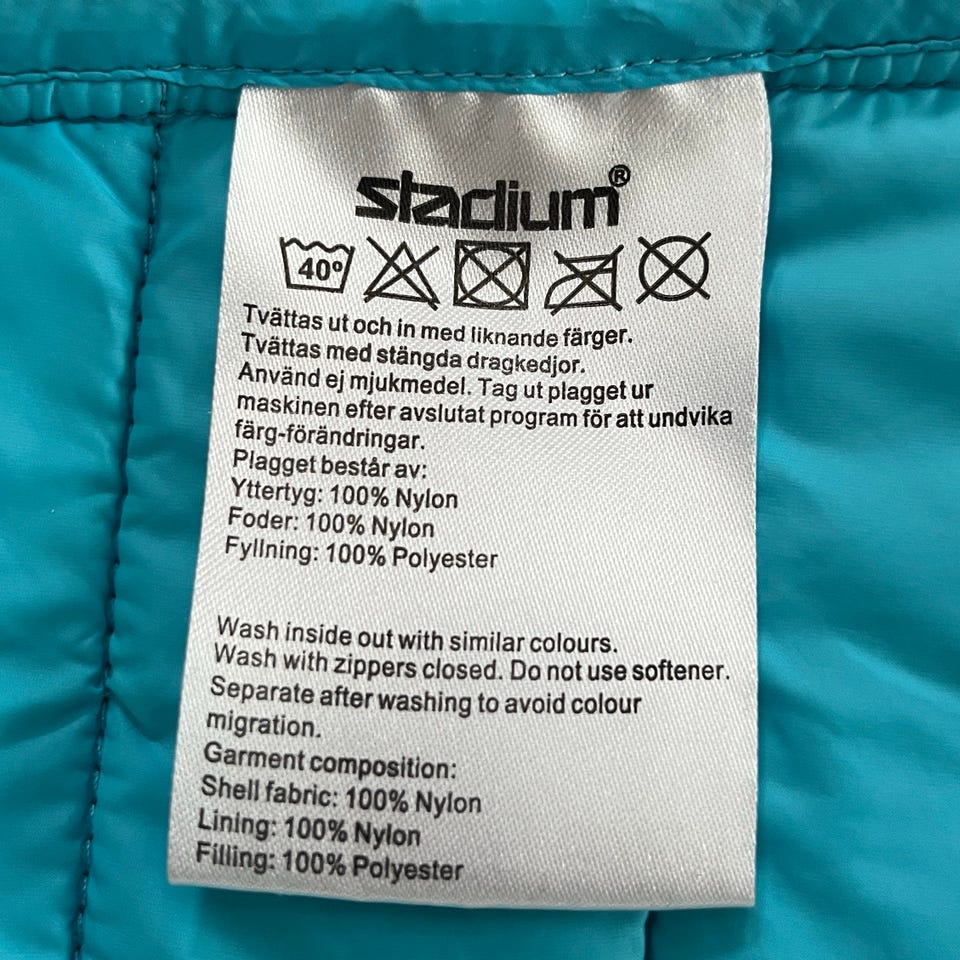 stadium®
40°
Tvättas ut och in med liknande färger.
Tvättas med stängda dragkedjor.
Använd ej mjukmedel. Tag ut plagget ur
maskinen efter avslutat program för att undvika
färg-förändringar.
Plagget består av:
Yttertyg: 100% Nylon
Foder: 100% Nylon
Fyllning: 100% Polyester
Wash inside out with similar colours.
Wash with zippers closed. Do not use softener.
Separate after washing to avoid colour
migration.
Garment composition:
Shell fabric: 100% Nylon
Lining: 100% Nylon
Filling: 100% Polyester